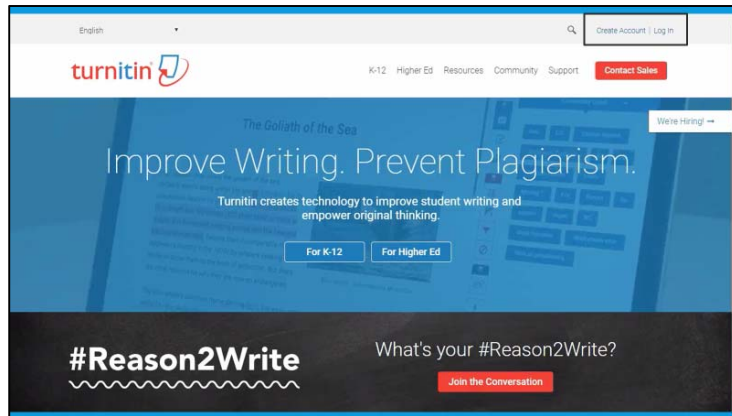 English
Create Account | Log In
turnitin
K-12 Higher Ed Resources Community Support Contact Sales
We're Hiring! →
The Goliath of the Sea
Improve Writing. Prevent Plagiarism.
Turnitin creates technology to improve student writing and
empower original thinking.
For K-12 For Higher Ed
#Reason2Write
What's your #Reason2Write?
Join the Conversation